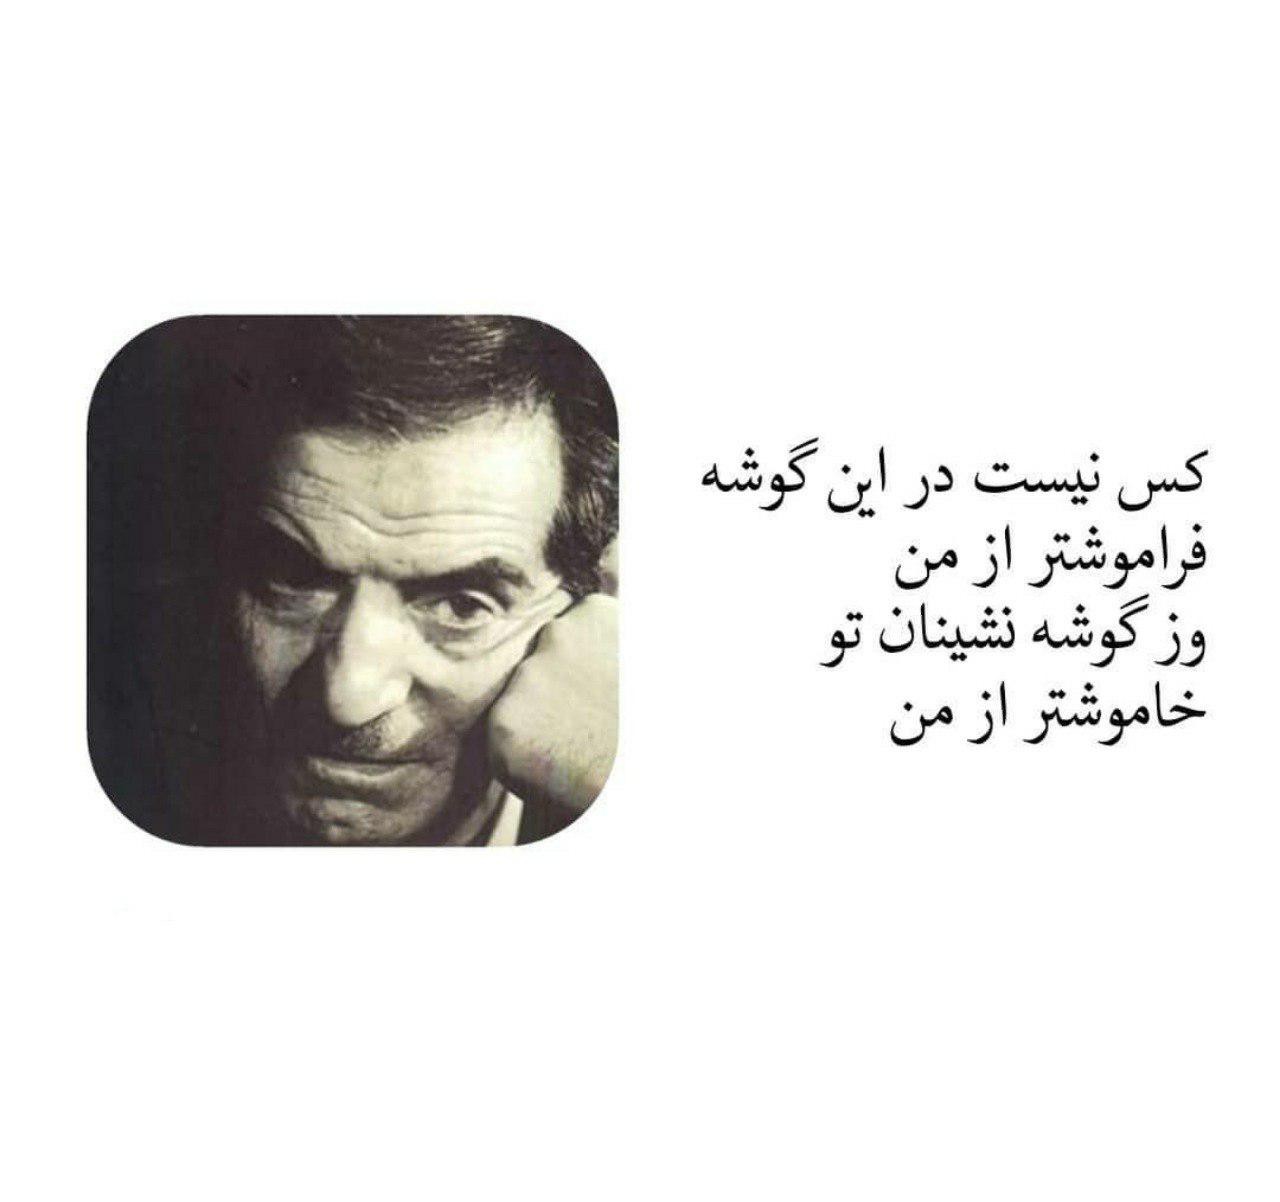 کس نیست در این گوشه
فراموشتر از من
وز گوشه نشینان تو
خاموشتر از من